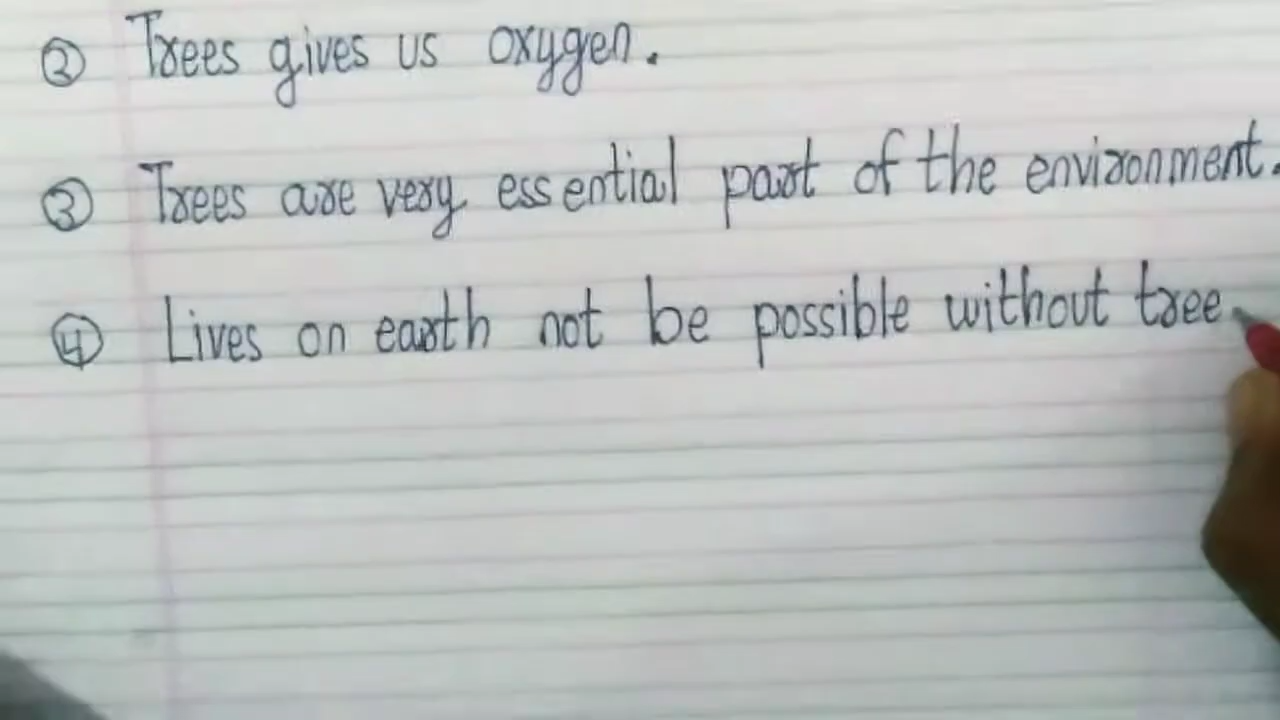 ② Trees gives us oxygen.
③ Trees are very essential part of the environment.
④ Lives on earth not be possible without tree